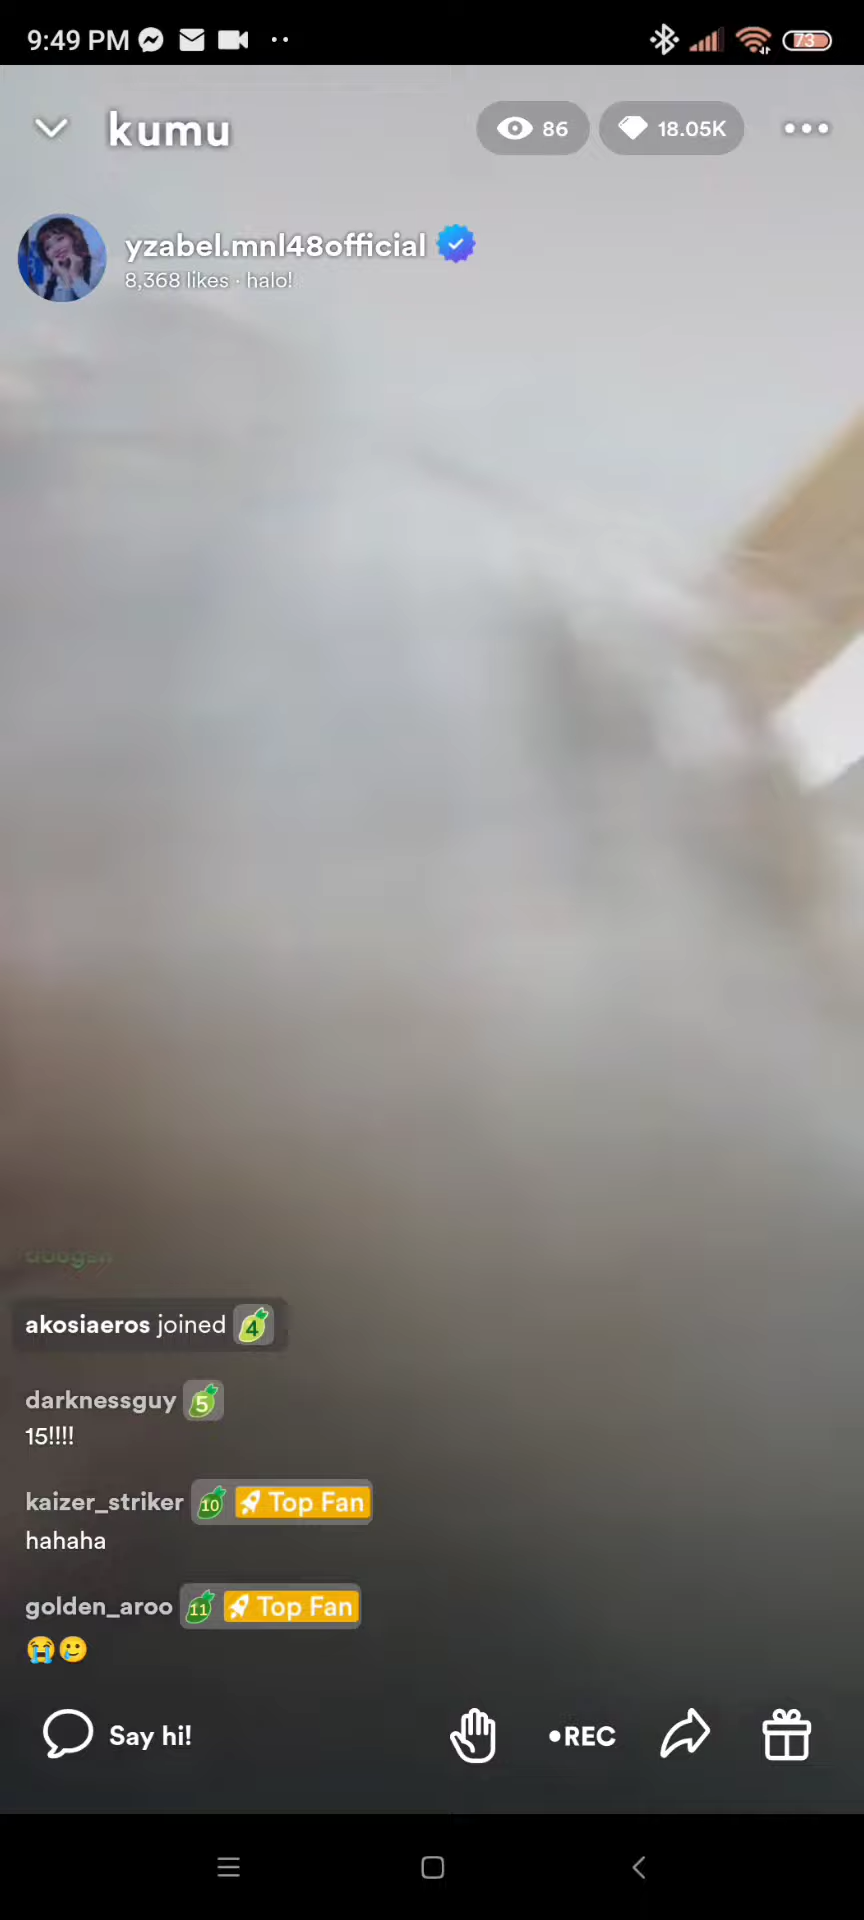 9:49 PM
73
kumu
86
18.05K
yzabel.mnl48official
8,368 likes · halo!
akosiaeros joined 4
darknessguy 5
15!!!!
kaizer_striker 10 Top Fan
hahaha
golden_aroo 11 Top Fan
😭🥲
Say hi!
•REC